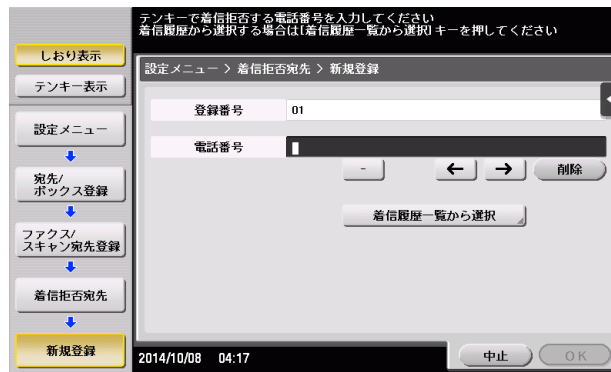 テンキーで着信拒否する電話番号を入力してください
着信履歴から選択する場合は[着信履歴一覧から選択]キーを押してください
しおり表示
テンキー表示
設定メニュー
宛先/
ボックス登録
ファクス/
スキャン宛先登録
着信拒否宛先
新規登録
設定メニュー > 着信拒否宛先 > 新規登録
登録番号 01
電話番号
- ← → 削除
着信履歴一覧から選択
2014/10/08 04:17
中止 OK